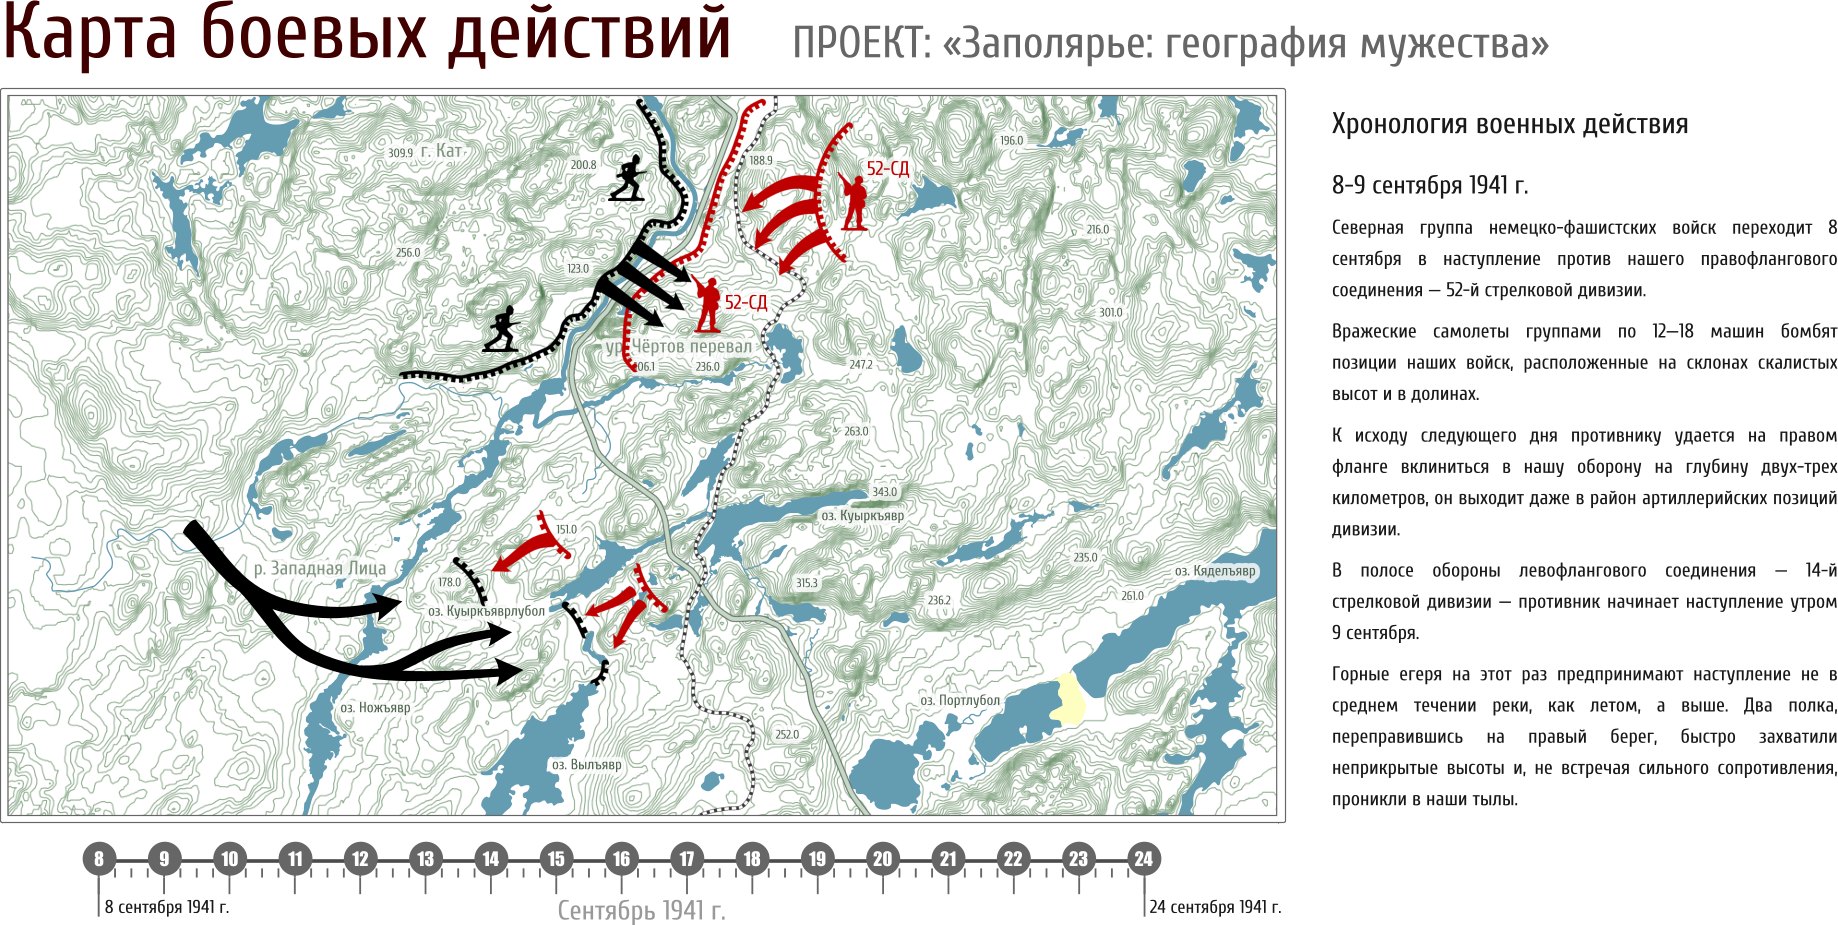 Карта боевых действий
ПРОЕКТ: «Заполярье: география мужества»
309.9 г. Кат
200.8
188.9
52-СД
196.0
256.0
123.0
216.0
52-СД
301.0
ур. Чёртов перевал
06.1
236.0
247.2
263.0
343.0
оз. Куыркъявр
151.0
р. Западная Лица
178.0
оз. Куыркъяврлубол
315.3
235.0
оз. Кяделъявр
236.2
261.0
оз. Ножъявр
оз. Портлубол
252.0
оз. Вылъявр
Хронология военных действия
8-9 сентября 1941 г.
Северная группа немецко-фашистских войск переходит 8
сентября в наступление против нашего правофлангового
соединения — 52-й стрелковой дивизии.
Вражеские самолеты группами по 12—18 машин бомбят
позиции наших войск, расположенные на склонах скалистых
высот и в долинах.
К исходу следующего дня противнику удается на правом
фланге вклиниться в нашу оборону на глубину двух-трех
километров, он выходит даже в район артиллерийских позиций
дивизии.
В полосе обороны левофлангового соединения — 14-й
стрелковой дивизии — противник начинает наступление утром
9 сентября.
Горные егеря на этот раз предпринимают наступление не в
среднем течении реки, как летом, а выше. Два полка,
переправившись на правый берег, быстро захватили
неприкрытые высоты и, не встречая сильного сопротивления,
проникли в наши тылы.
8 9 10 11 12 13 14 15 16 17 18 19 20 21 22 23 24
8 сентября 1941 г.
Сентябрь 1941 г.
24 сентября 1941 г.